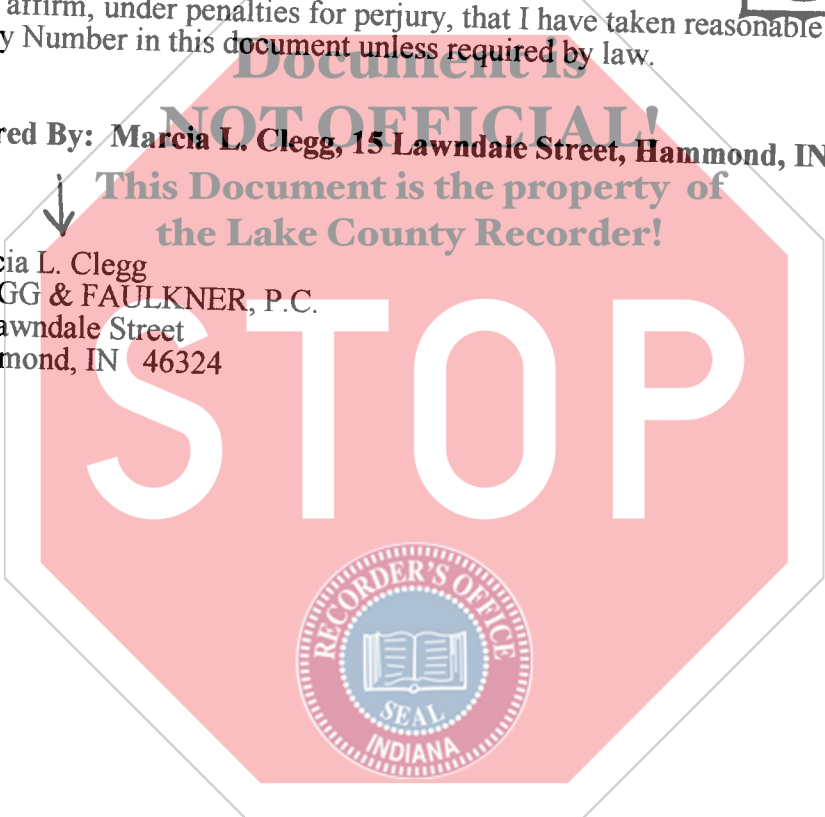 affirm, under penalties for perjury, that I have taken reasonable
y Number in this document unless required by law.
Document is
NOT OFFICIAL!
red By: Marcia L. Clegg, 15 Lawndale Street, Hammond, IN
This Document is the property of
the Lake County Recorder!
cia L. Clegg
GG & FAULKNER, P.C.
awndale Street
mond, IN 46324
STOP
RECORDER'S OFFICE
SEAL
INDIANA